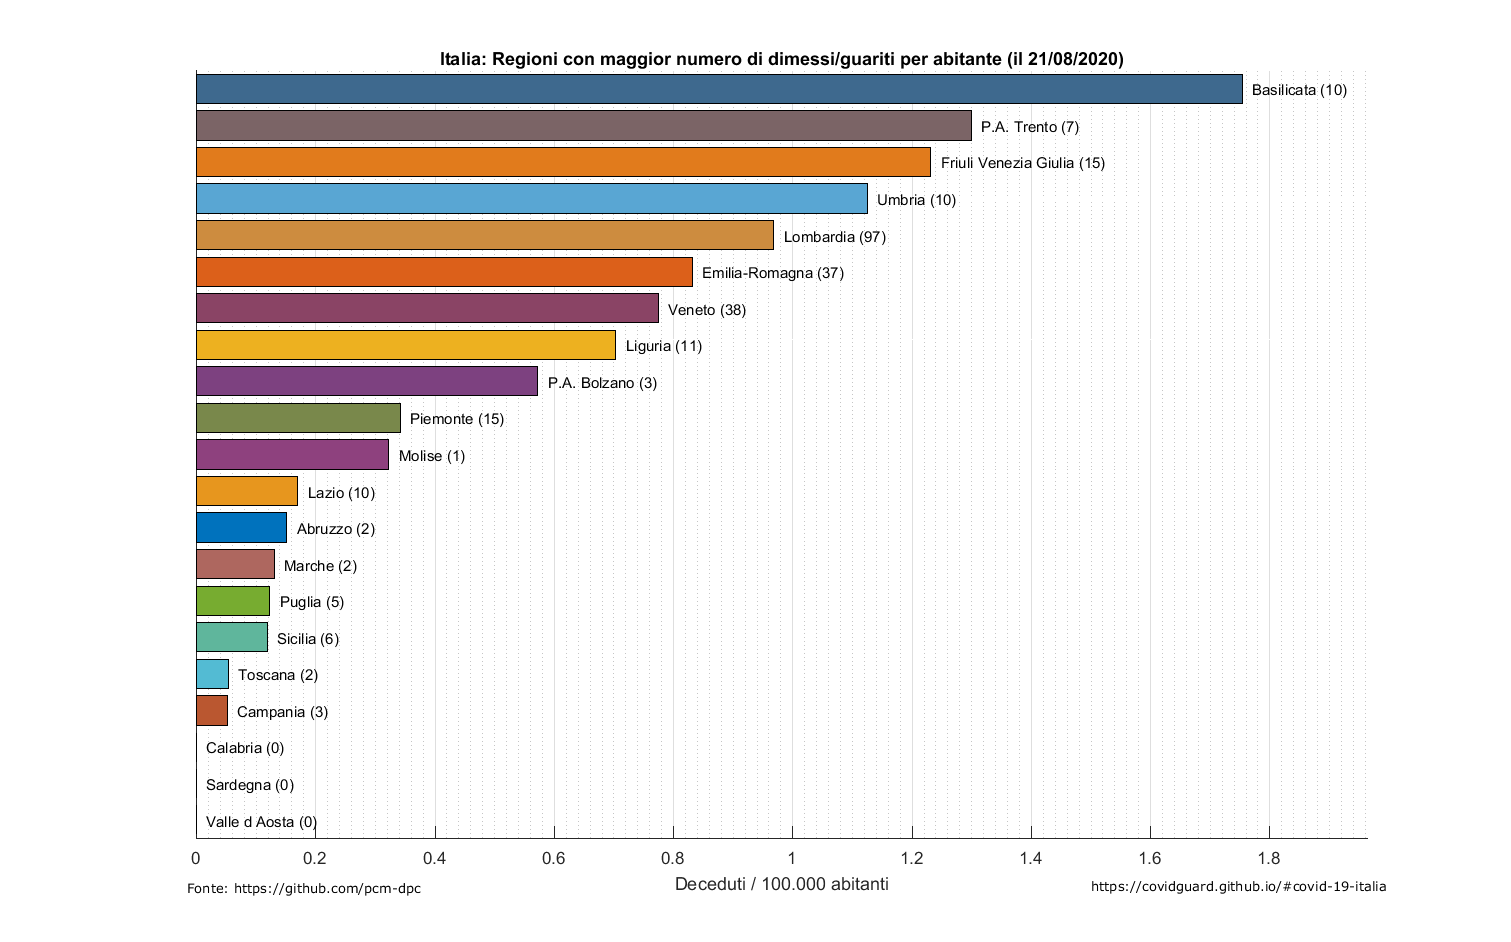 Italia: Regioni con maggior numero di dimessi/guariti per abitante (il 21/08/2020)
Basilicata (10)
P.A. Trento (7)
Friuli Venezia Giulia (15)
Umbria (10)
Lombardia (97)
Emilia-Romagna (37)
Veneto (38)
Liguria (11)
P.A. Bolzano (3)
Piemonte (15)
Molise (1)
Lazio (10)
Abruzzo (2)
Marche (2)
Puglia (5)
Sicilia (6)
Toscana (2)
Campania (3)
Calabria (0)
Sardegna (0)
Valle d Aosta (0)
0 0.2 0.4 0.6 0.8 1 1.2 1.4 1.6 1.8
Deceduti / 100.000 abitanti
Fonte: https://github.com/pcm-dpc
https://covidguard.github.io/#covid-19-italia